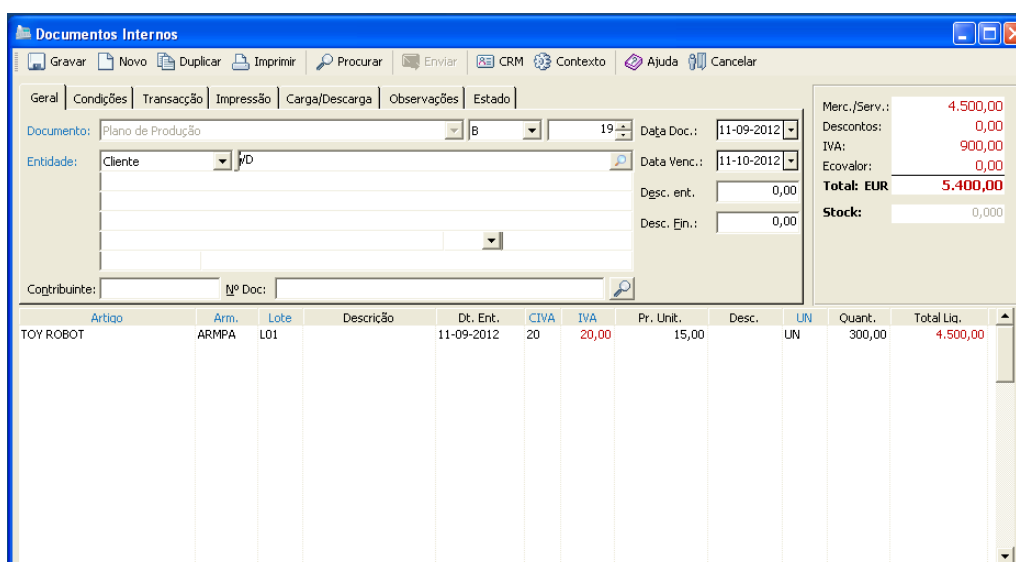 Documentos Internos
Gravar Novo Duplicar Imprimir Procurar Enviar CRM Contexto Ajuda Cancelar
Geral Condições Transacção Impressão Carga/Descarga Observações Estado
Documento: Plano de Produção B 19 Data Doc.: 11-09-2012
Entidade: Cliente VD Data Venc.: 11-10-2012
Desc. ent. 0,00
Desc. Fin.: 0,00
Contribuinte: Nº Doc:
Merc./Serv.: 4.500,00
Descontos: 0,00
IVA: 900,00
Ecovalor: 0,00
Total: EUR 5.400,00
Stock: 0,000
Artigo Arm. Lote Descrição Dt. Ent. CIVA IVA Pr. Unit. Desc. UN Quant. Total Liq.
TOY ROBOT ARMPA L01 11-09-2012 20 20,00 15,00 UN 300,00 4.500,00